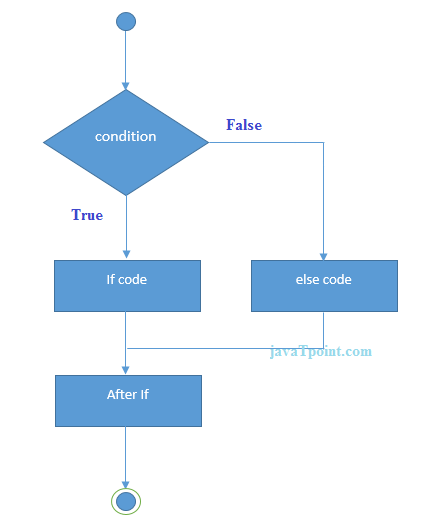 condition
False
True
If code
else code
javaTpoint.com
After If